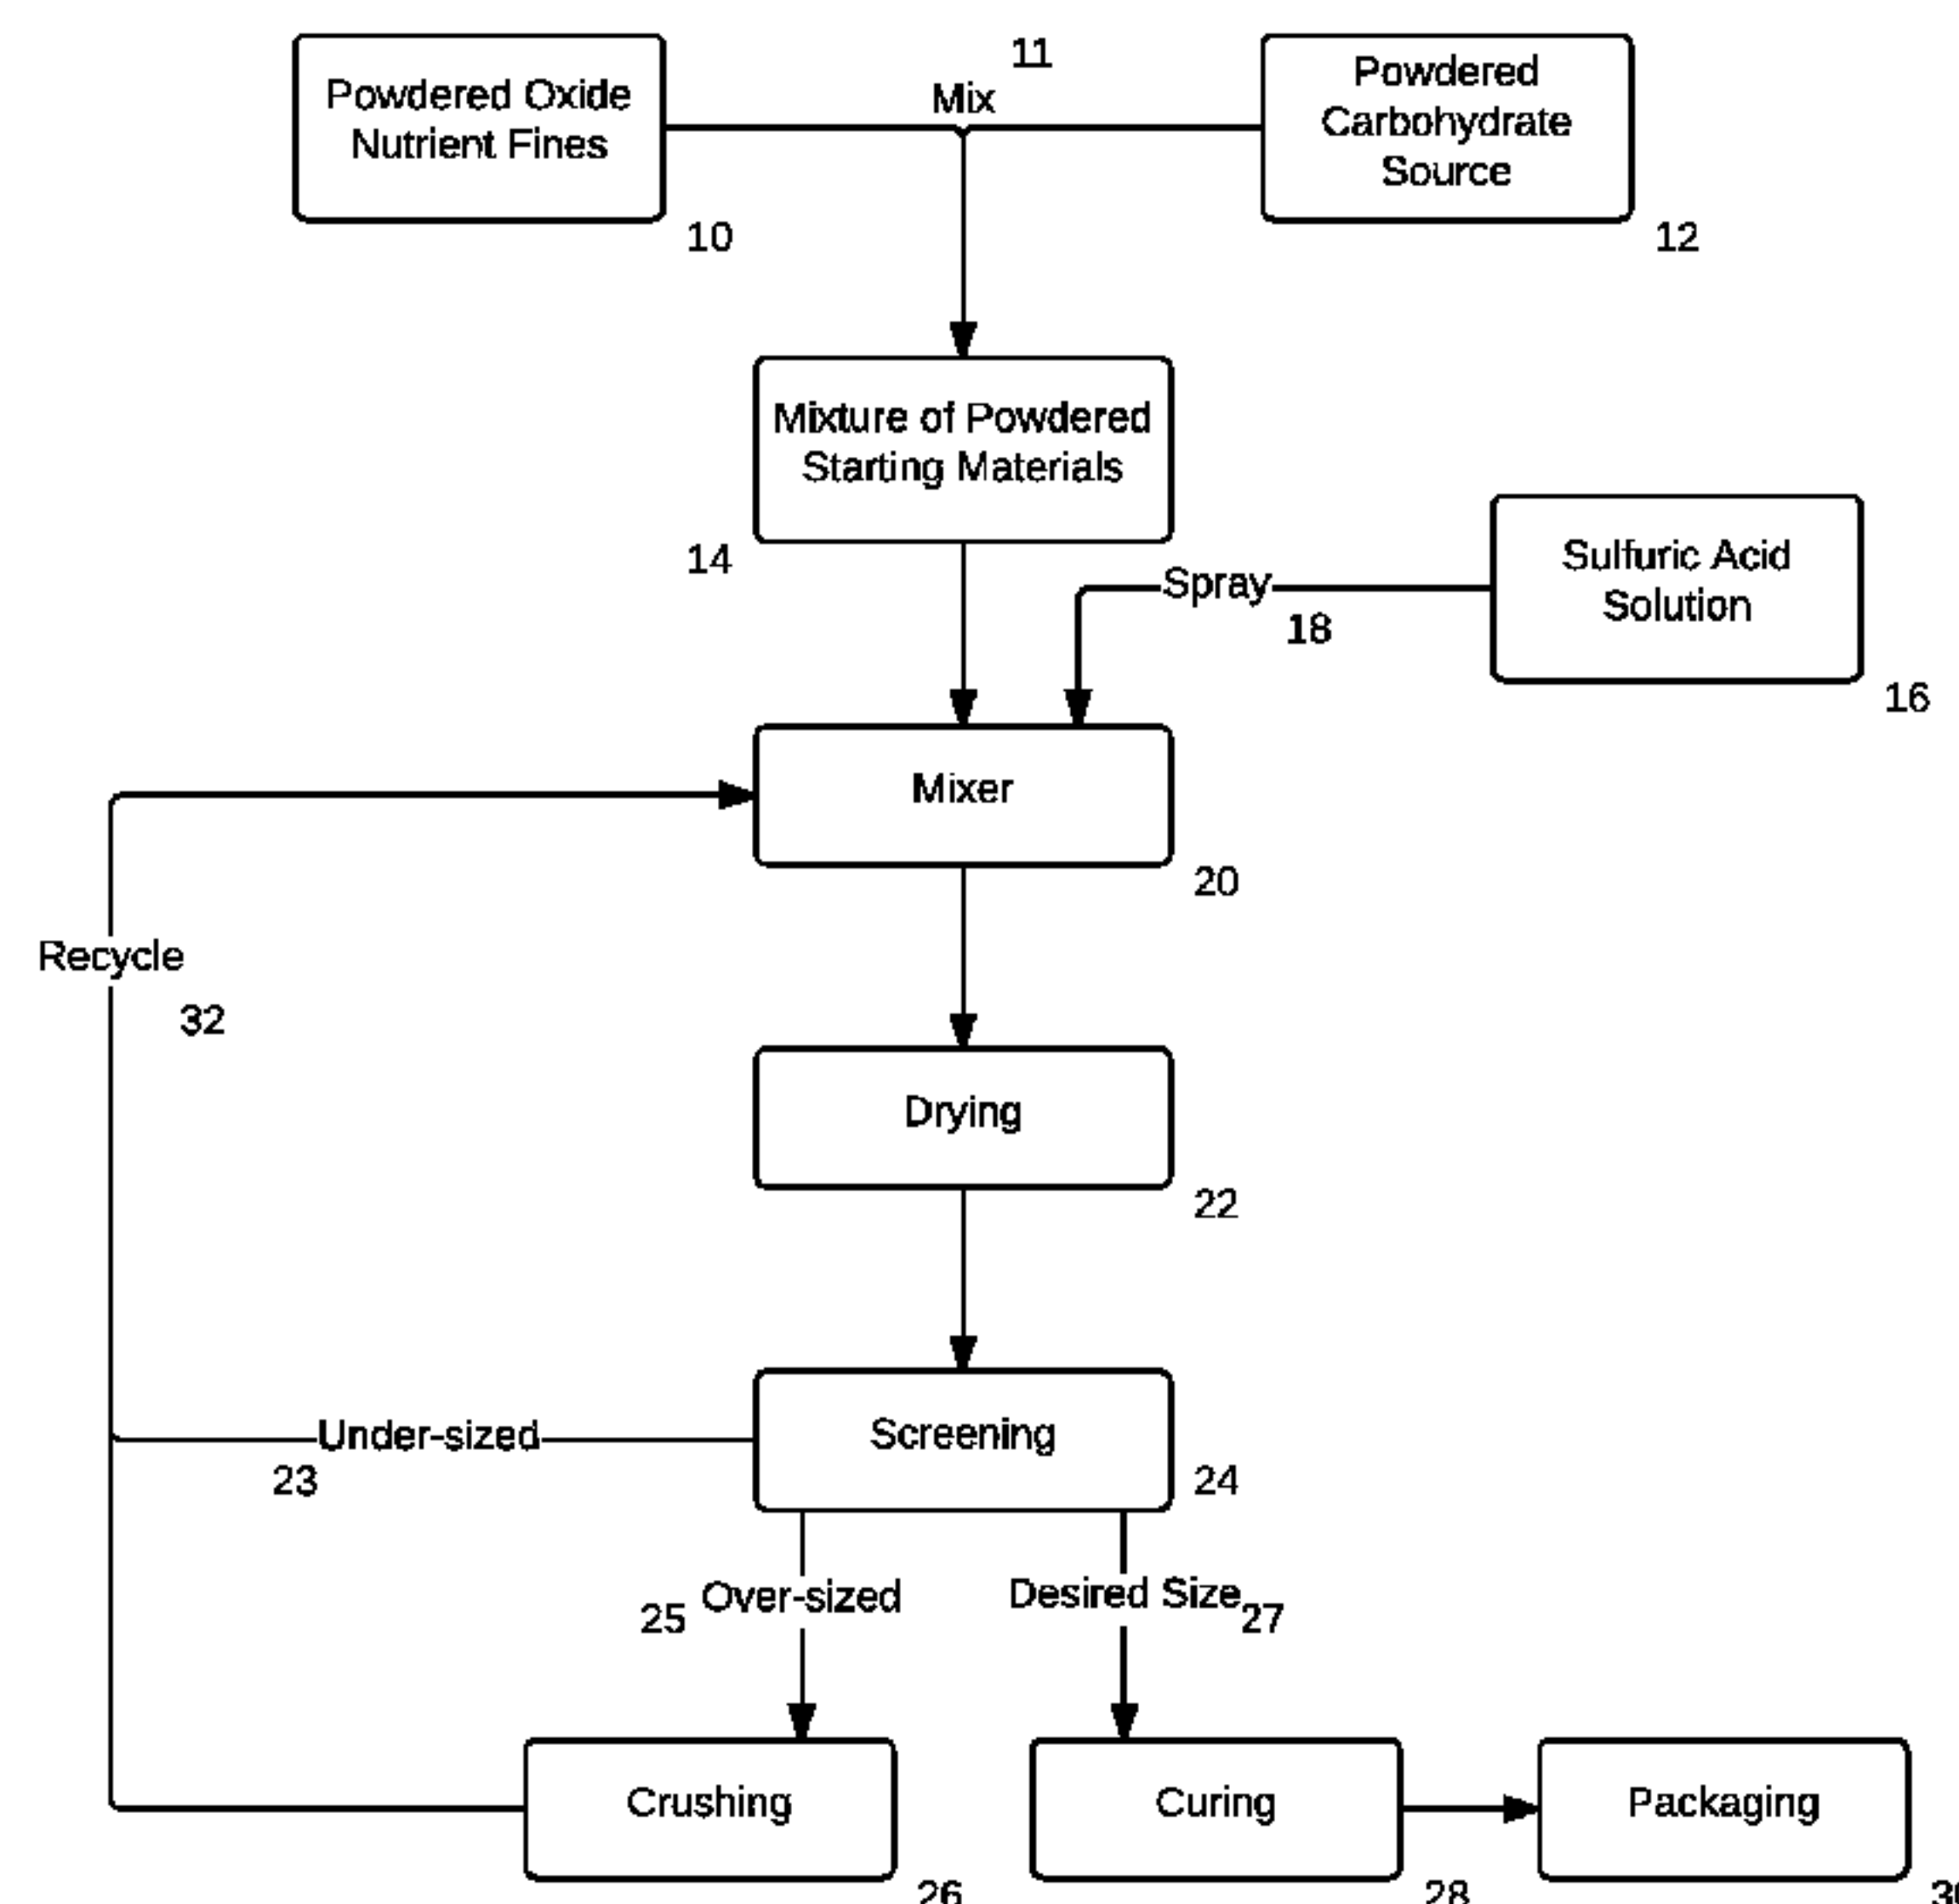 11
Mix
Powdered Oxide
Nutrient Fines
10
Powdered
Carbohydrate
Source
12
Mixture of Powdered
Starting Materials
14
Sulfuric Acid
Solution
16
Spray
18
Mixer
20
Recycle
32
Drying
22
Screening
24
Under-sized
23
25
Over-sized
Desired Size
27
Crushing
26
Curing
28
Packaging